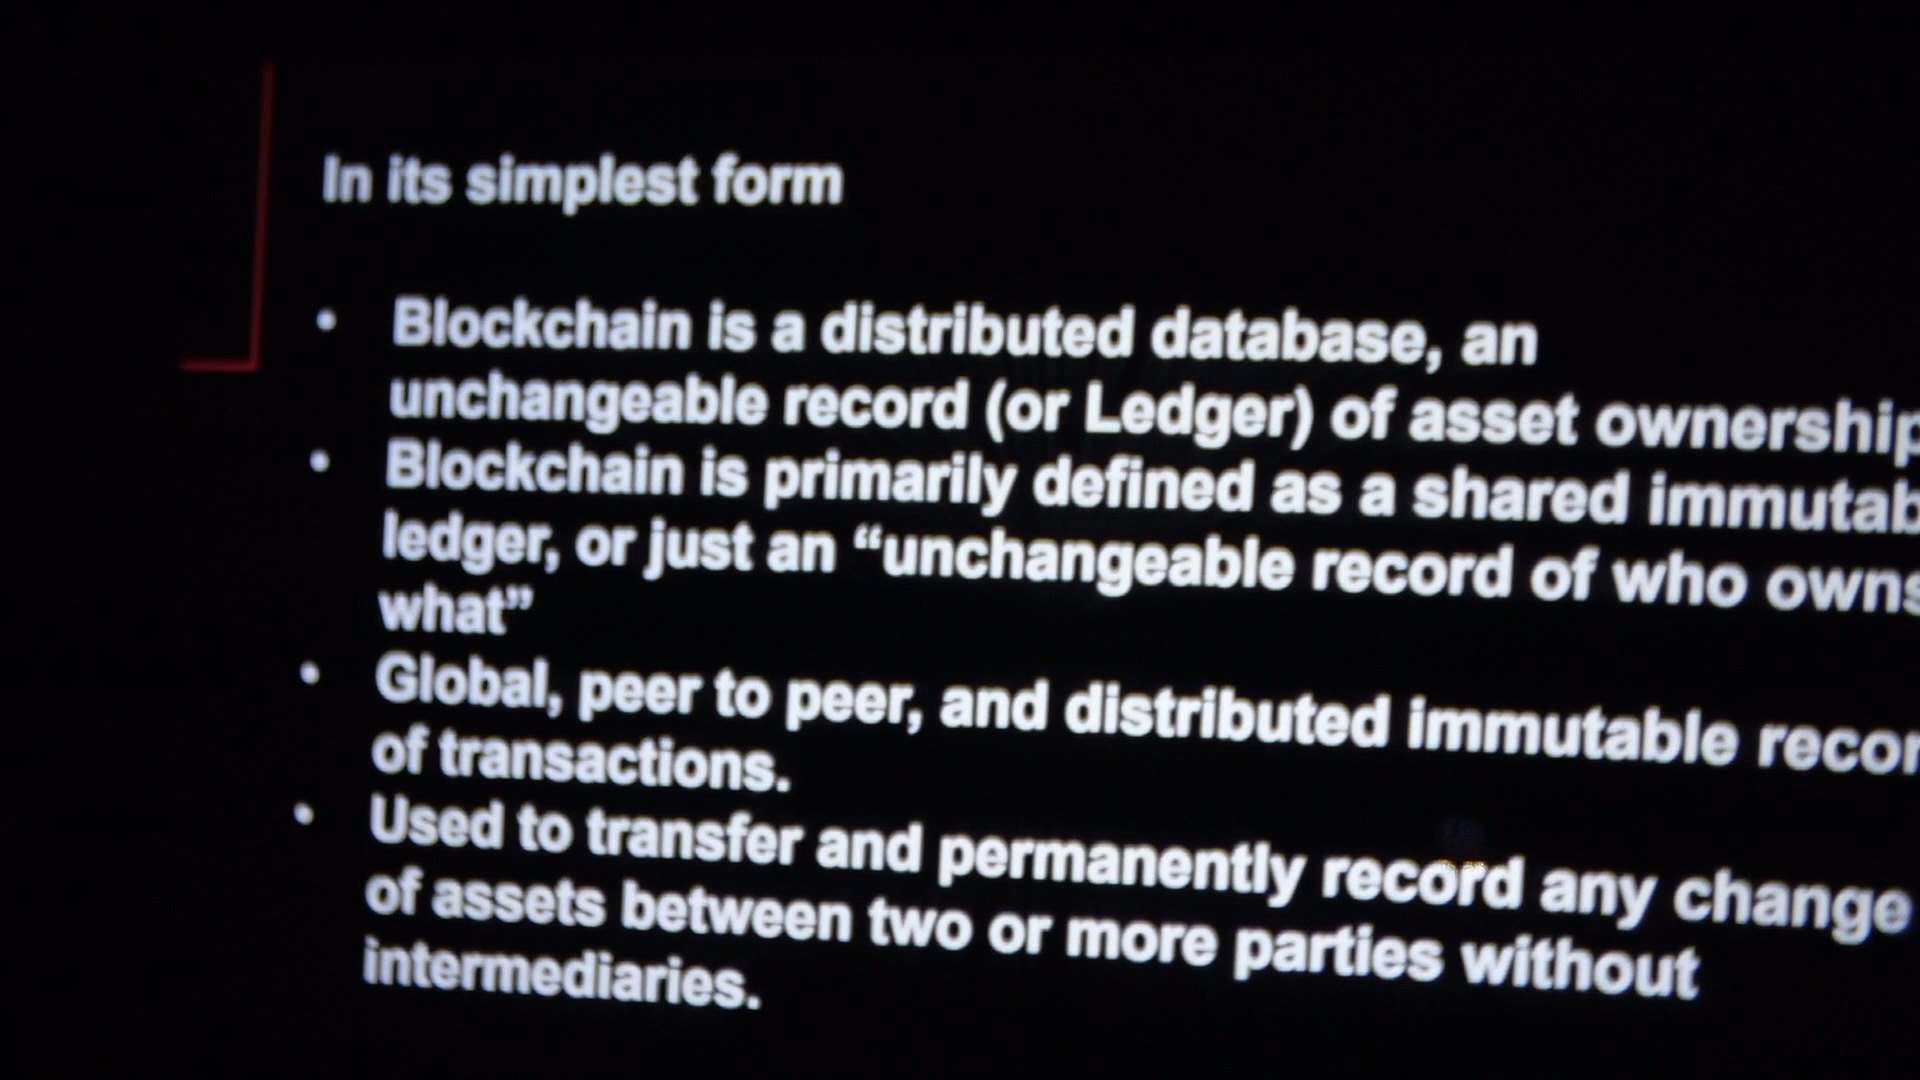 In its simplest form
• Blockchain is a distributed database, an
unchangeable record (or Ledger) of asset ownership
• Blockchain is primarily defined as a shared immutab
ledger, or just an “unchangeable record of who owns
what”
• Global, peer to peer, and distributed immutable recor
of transactions.
• Used to transfer and permanently record any change
of assets between two or more parties without
intermediaries.